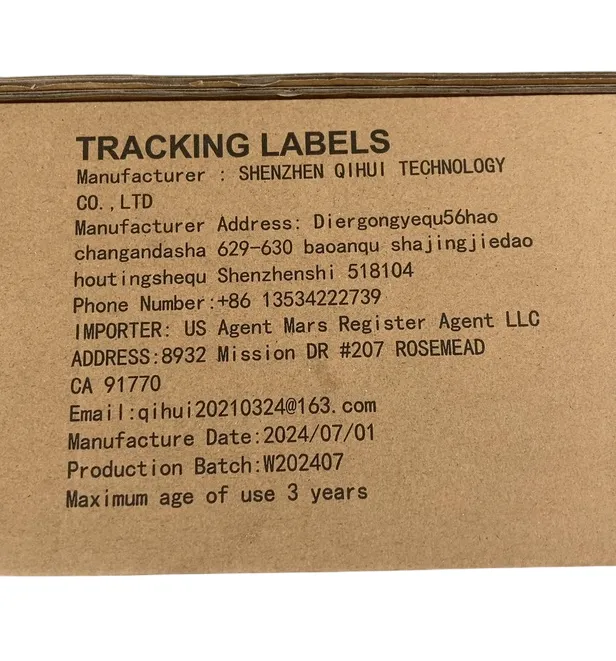 TRACKING LABELS
Manufacturer : SHENZHEN QIHUI TECHNOLOGY
CO.,LTD
Manufacturer Address: Diergongyequ56hao
changandasha 629-630 baoanqu shajingjiedao
houtingshequ Shenzhenshi 518104
Phone Number:+86 13534222739
IMPORTER: US Agent Mars Register Agent LLC
ADDRESS:8932 Mission DR #207 ROSEMEAD
CA 91770
Email:qihui20210324@163.com
Manufacture Date:2024/07/01
Production Batch:W202407
Maximum age of use 3 years